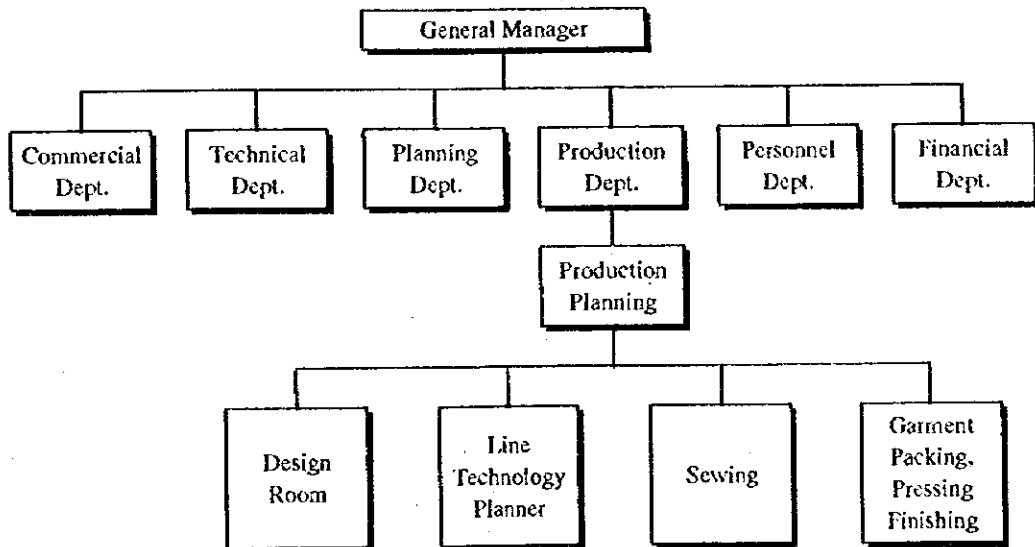 General Manager
Commercial
Dept.
Technical
Dept.
Planning
Dept.
Production
Dept.
Personnel
Dept.
Financial
Dept.
Production
Planning
Design
Room
Line
Technology
Planner
Sewing
Garment
Packing,
Pressing
Finishing